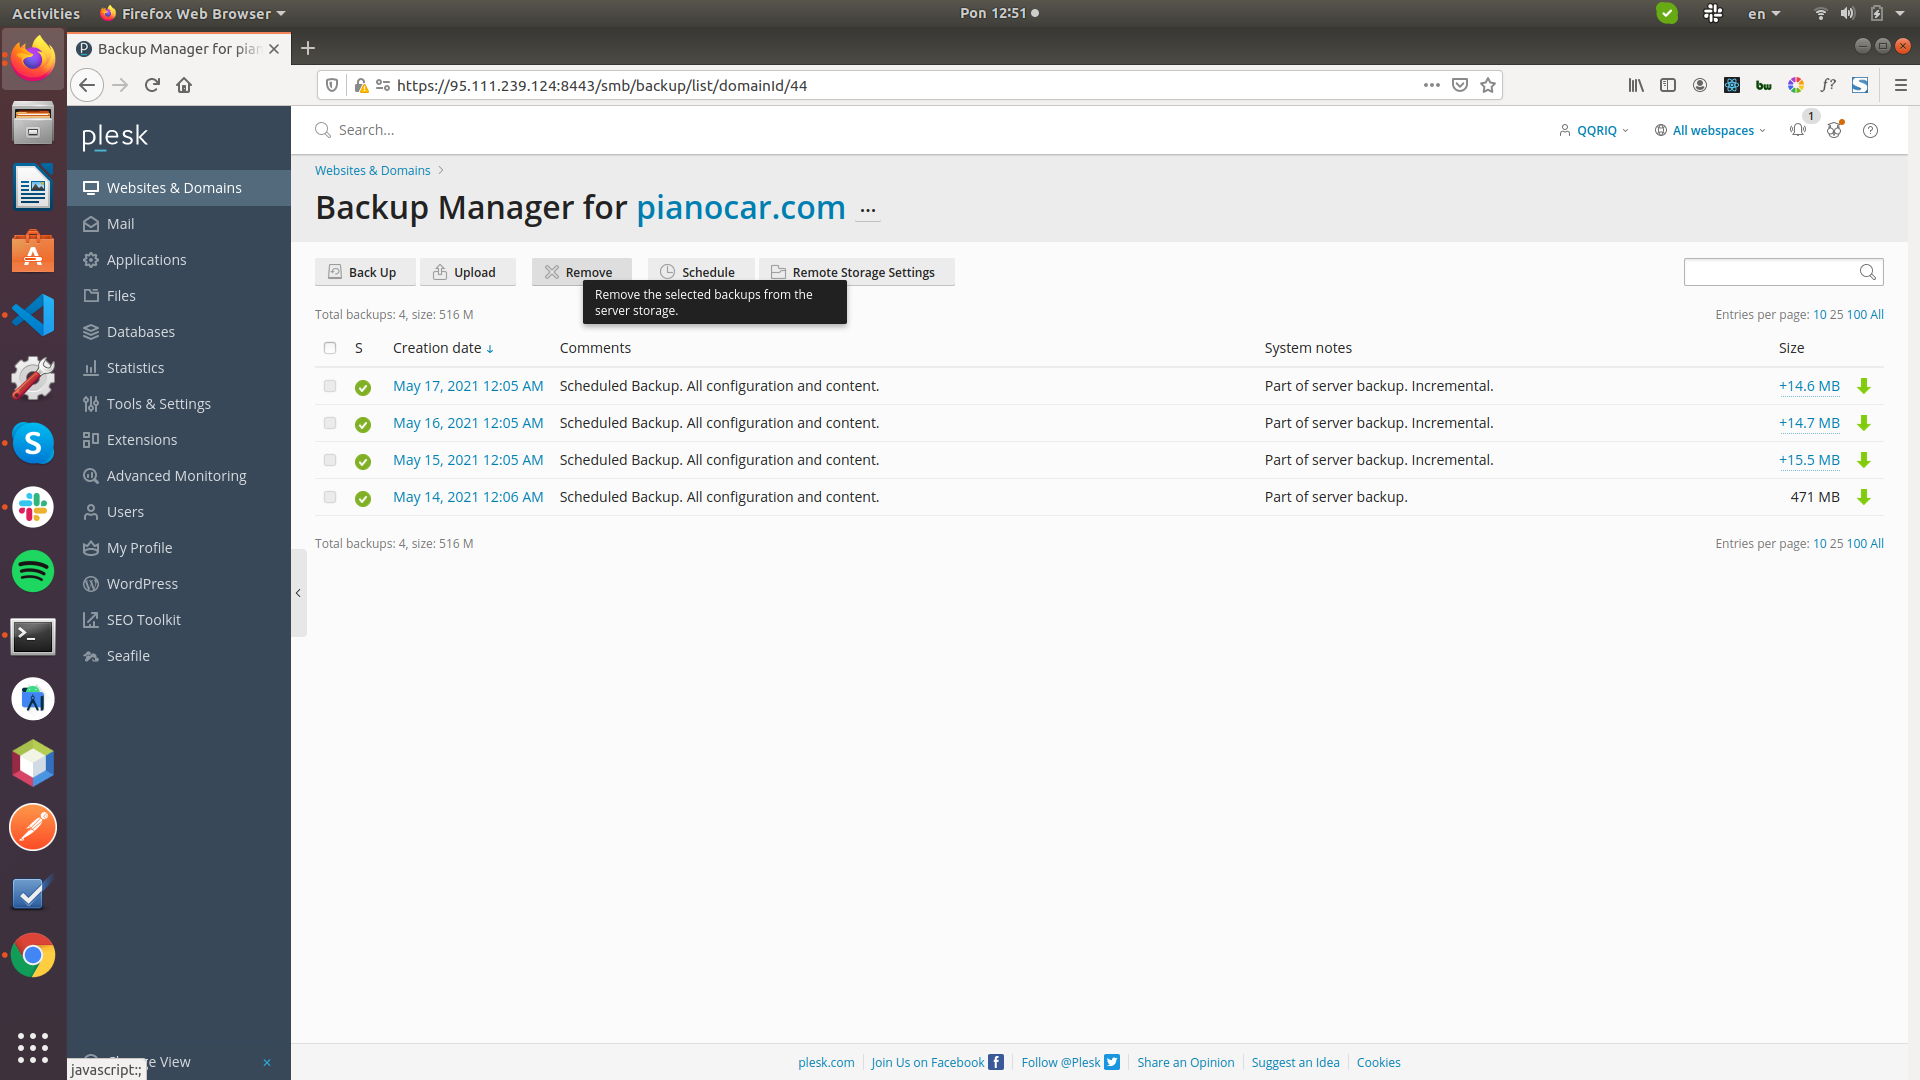 Activities
Firefox Web Browser
Pon 12:51
en
Backup Manager for pian
https://95.111.239.124:8443/smb/backup/list/domainId/44
bw
f?
plesk
Search...
QQRIQ
All webspaces
1
Websites & Domains
Mail
Applications
Files
Databases
Statistics
Tools & Settings
Extensions
Advanced Monitoring
Users
My Profile
WordPress
SEO Toolkit
Seafile
ge View
javascript:;
Websites & Domains
Backup Manager for pianocar.com ...
Back Up
Upload
Remove
Schedule
Remote Storage Settings
Remove the selected backups from the
server storage.
Total backups: 4, size: 516 M
Entries per page: 10 25 100 All
S Creation date ↓ Comments System notes Size
May 17, 2021 12:05 AM Scheduled Backup. All configuration and content. Part of server backup. Incremental. +14.6 MB
May 16, 2021 12:05 AM Scheduled Backup. All configuration and content. Part of server backup. Incremental. +14.7 MB
May 15, 2021 12:05 AM Scheduled Backup. All configuration and content. Part of server backup. Incremental. +15.5 MB
May 14, 2021 12:06 AM Scheduled Backup. All configuration and content. Part of server backup. 471 MB
Total backups: 4, size: 516 M
Entries per page: 10 25 100 All
plesk.com
Join Us on Facebook
Follow @Plesk
Share an Opinion
Suggest an Idea
Cookies